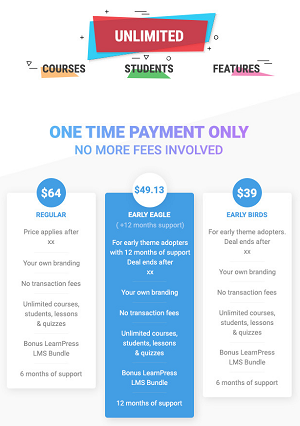 UNLIMITED
COURSES
STUDENTS
FEATURES
ONE TIME PAYMENT ONLY
NO MORE FEES INVOLVED
$64
REGULAR
Price applies after
xx
Your own branding
No transaction fees
Unlimited courses,
students, lessons
& quizzes
Bonus LearnPress
LMS Bundle
6 months of support
$49.13
EARLY EAGLE
( +12 months support)
For early theme adopters
with 12 months of support
Deal ends after
xx
Your own branding
No transaction fees
Unlimited courses,
students, lessons
& quizzes
Bonus LearnPress
LMS Bundle
12 months of support
$39
EARLY BIRDS
For early theme adopters.
Deal ends after
xx
Your own branding
No transaction fees
Unlimited courses,
students, lessons
& quizzes
Bonus LearnPress
LMS Bundle
6 months of support